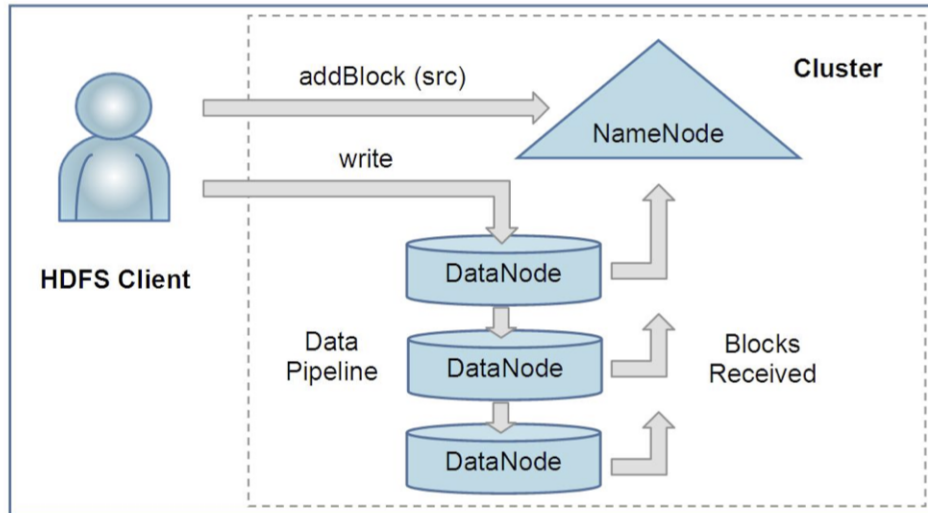 addBlock (src)
Cluster
NameNode
write
HDFS Client
DataNode
Data
Pipeline
DataNode
Blocks
Received
DataNode